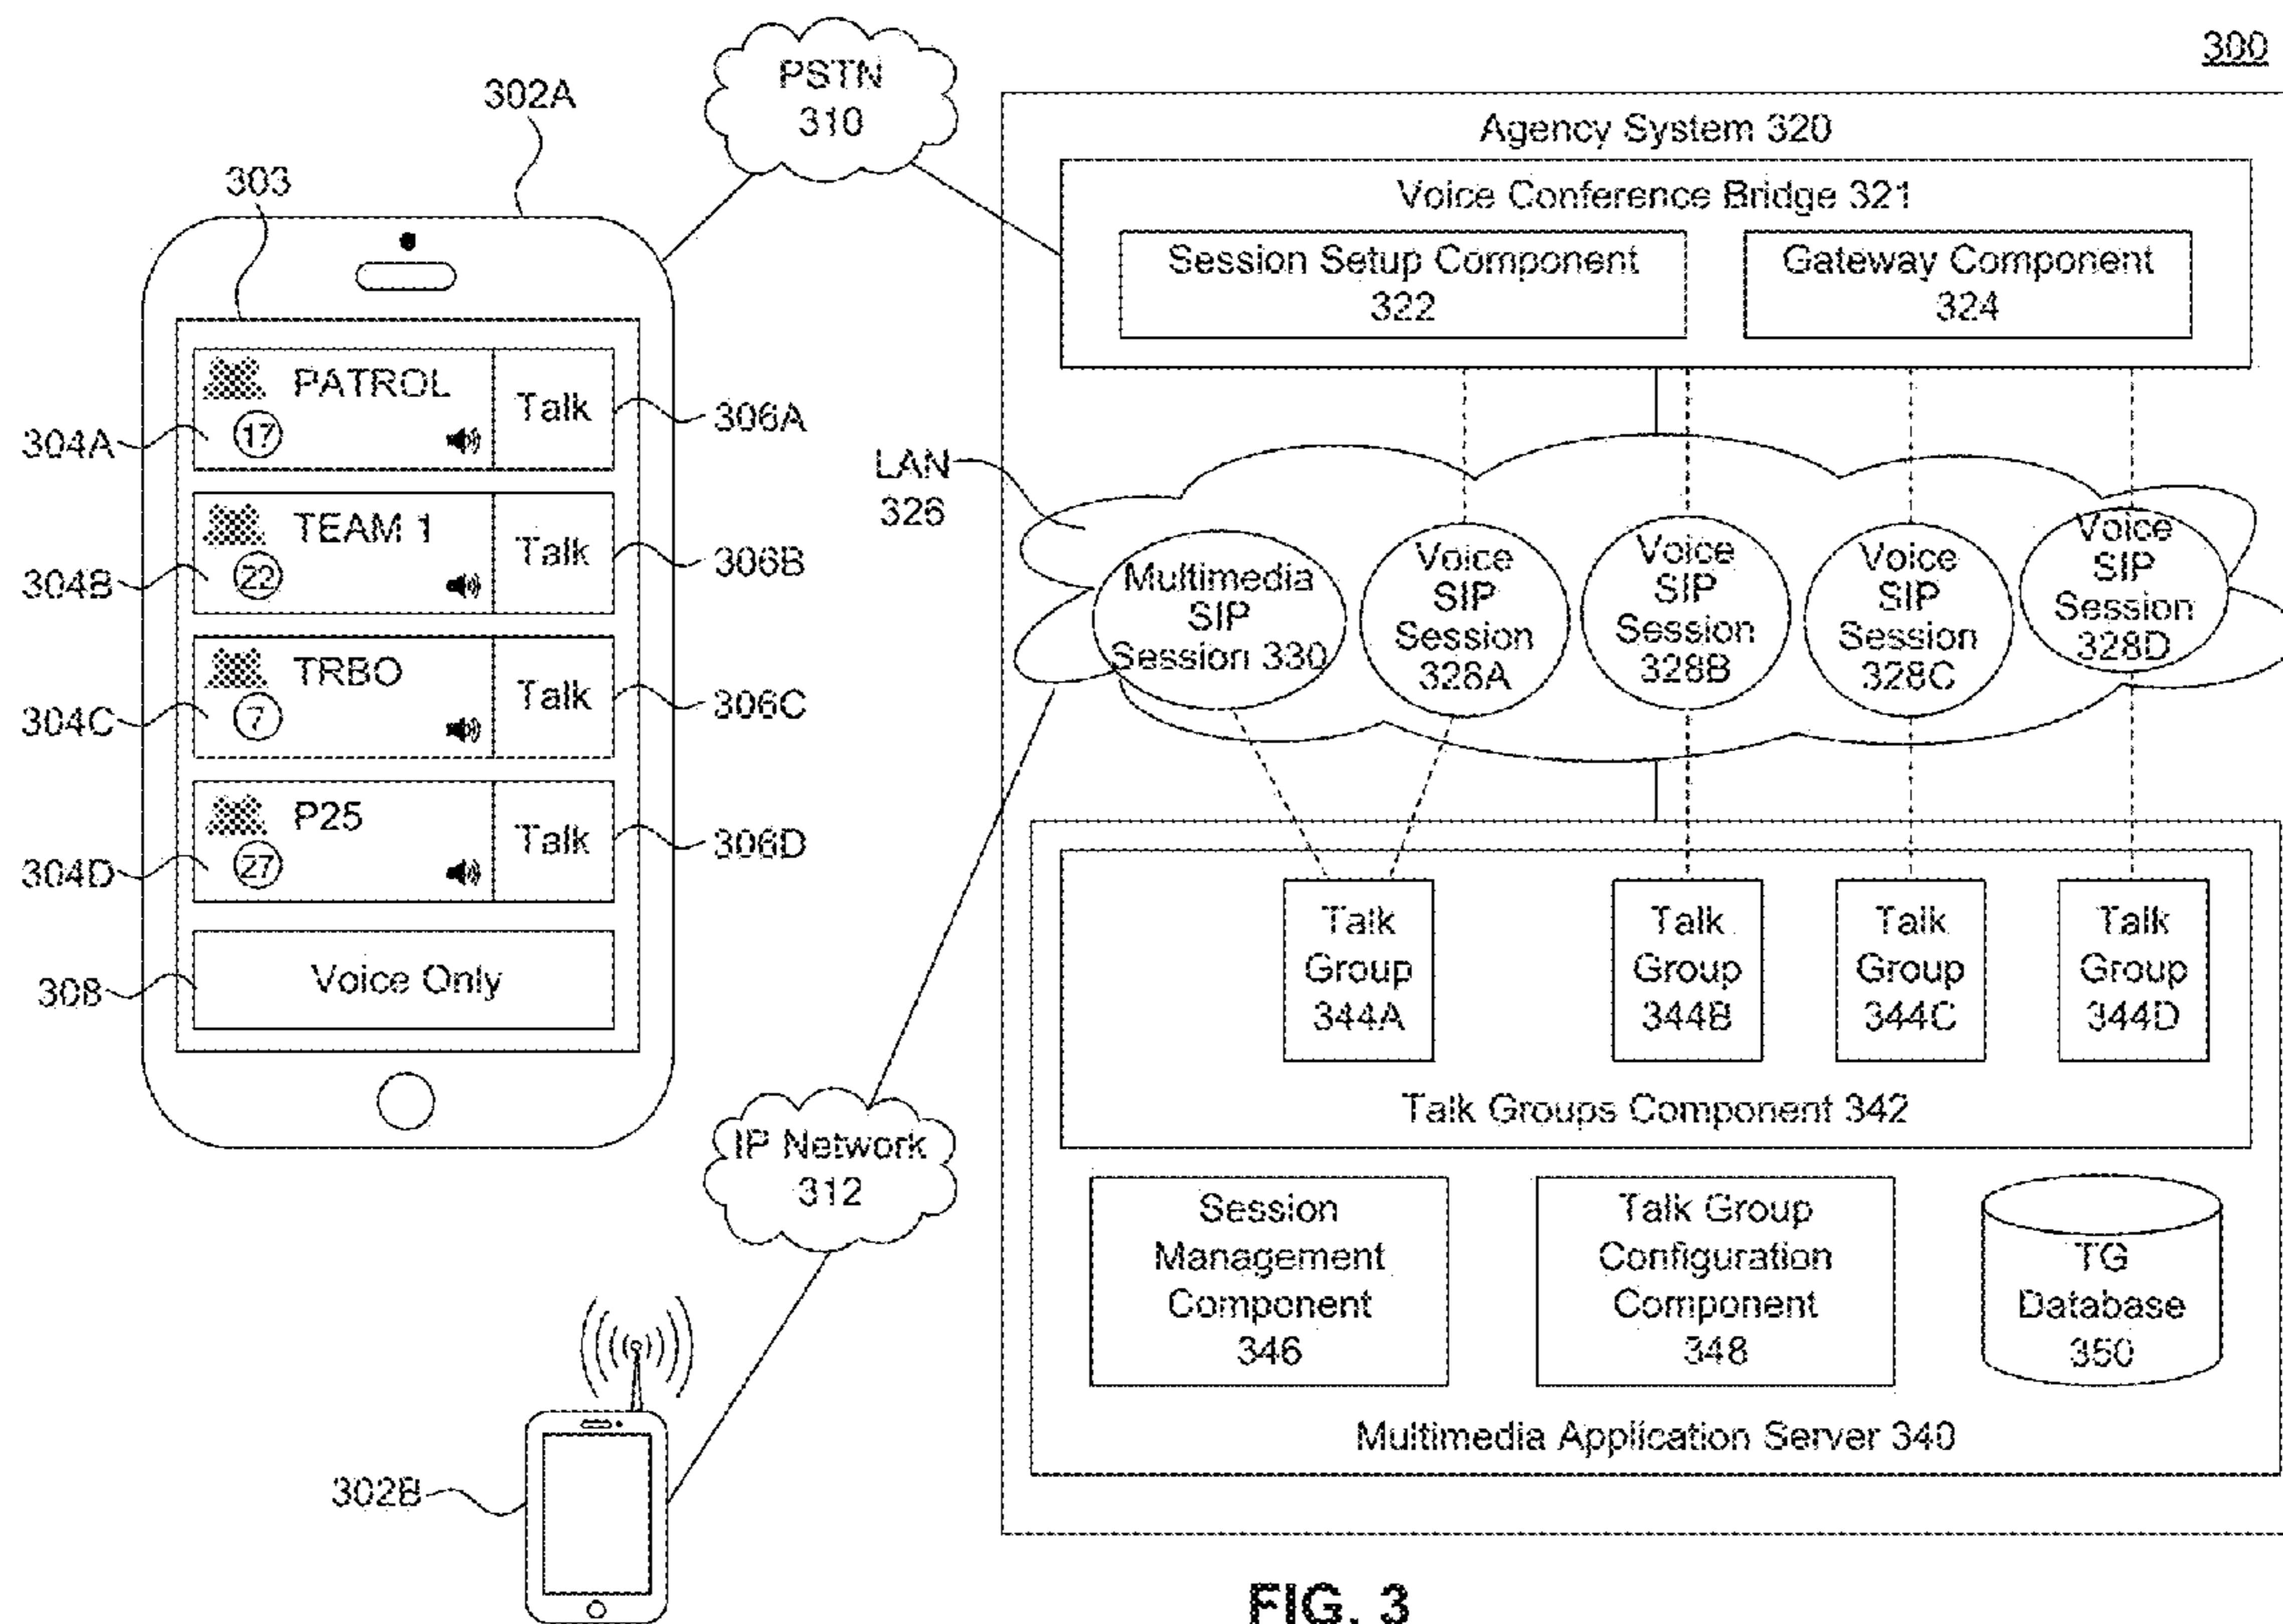 300
PSTN
310
302A
303
PATROL
17
Talk
304A
306A
TEAM 1
22
Talk
304B
306B
TRBO
7
Talk
304C
306C
P25
27
Talk
304D
306D
Voice Only
308
IP Network
312
302B
Agency System 320
Voice Conference Bridge 321
Session Setup Component
322
Gateway Component
324
LAN
326
Multimedia
SIP
Session 330
Voice
SIP
Session
328A
Voice
SIP
Session
328B
Voice
SIP
Session
328C
Voice
SIP
Session
328D
Talk
Group
344A
Talk
Group
344B
Talk
Group
344C
Talk
Group
344D
Talk Groups Component 342
Session
Management
Component
346
Talk Group
Configuration
Component
348
TG
Database
350
Multimedia Application Server 340
FIG. 3